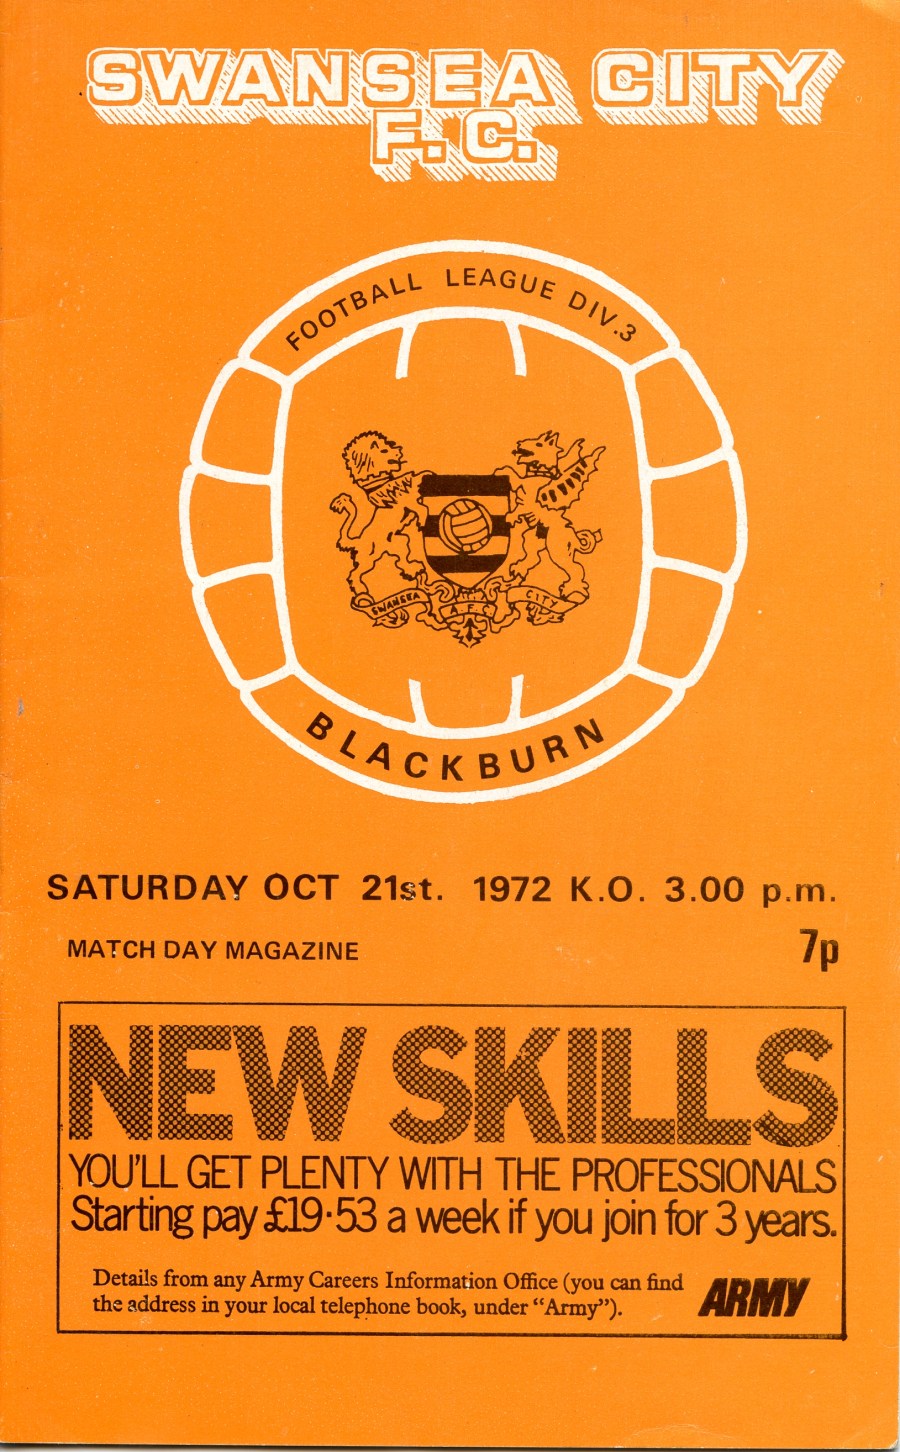 SWANSEA CITY
F.C.
FOOTBALL LEAGUE DIV.3
SWANSEA A.F.C. CITY
BLACKBURN
SATURDAY OCT 21st. 1972 K.O. 3.00 p.m.
MATCH DAY MAGAZINE
7p
NEW SKILLS
YOU'LL GET PLENTY WITH THE PROFESSIONALS
Starting pay £19·53 a week if you join for 3 years.
Details from any Army Careers Information Office (you can find
the address in your local telephone book, under “Army”).
ARMY